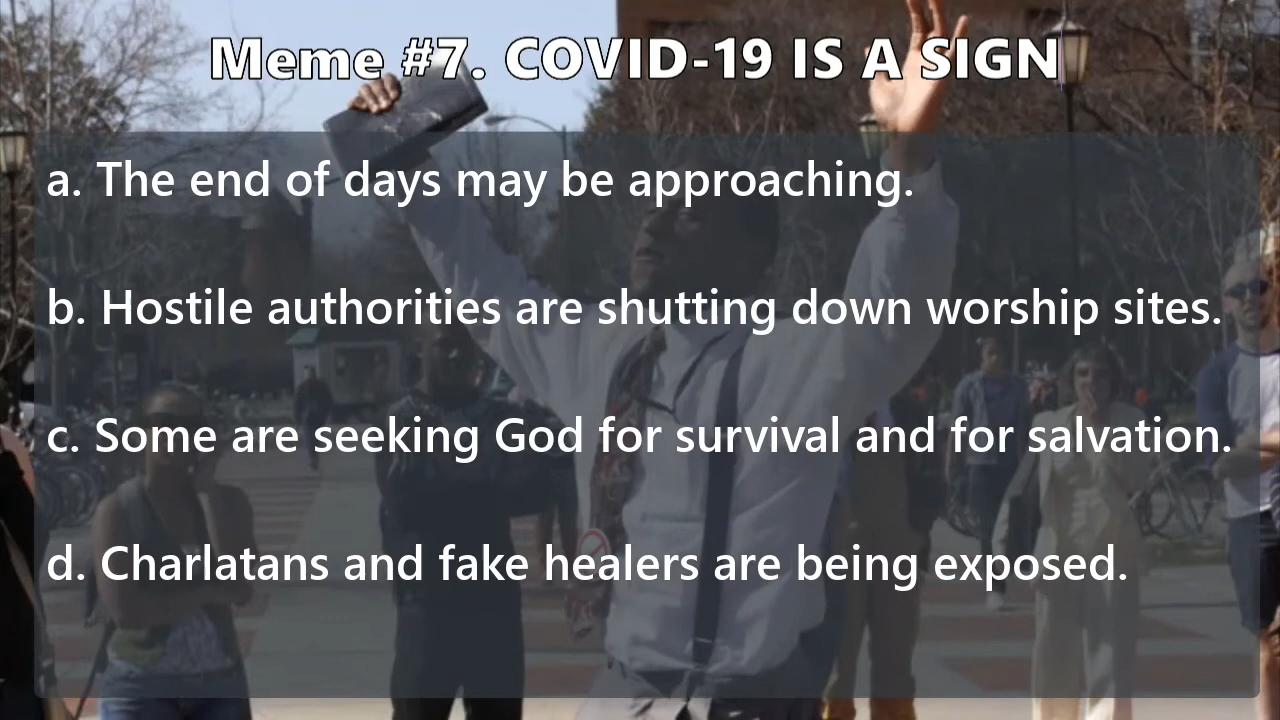 Meme #7. COVID-19 IS A SIGN
a. The end of days may be approaching.
b. Hostile authorities are shutting down worship sites.
c. Some are seeking God for survival and for salvation.
d. Charlatans and fake healers are being exposed.